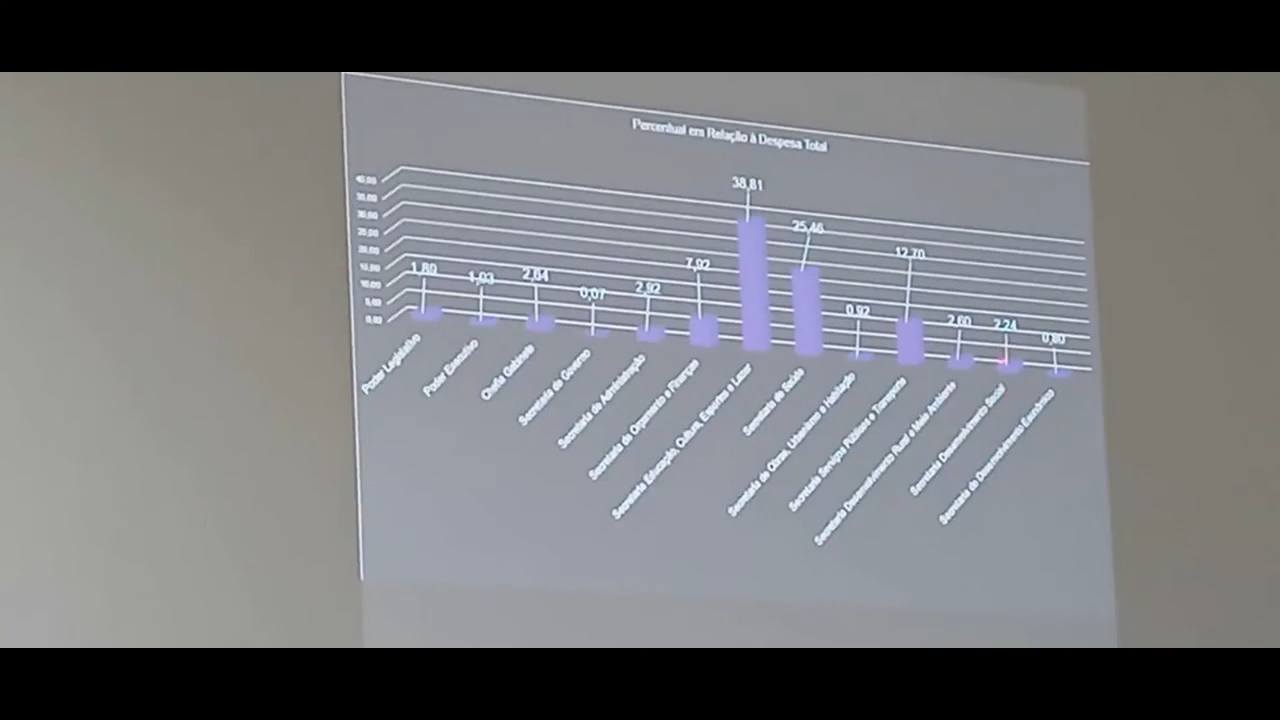 Percentual em Relação à Despesa Total
40,00
35,00
30,00
25,00
20,00
15,00
10,00
5,00
0,00
1,80
1,03
2,64
0,07
2,92
7,92
38,81
25,46
0,92
12,70
2,60
2,24
0,80
Poder Legislativo
Poder Executivo
Chefia Gabinete
Secretaria de Governo
Secretaria de Administração
Secretaria de Orçamento e Finanças
Secretaria Educação, Cultura, Esportes e Lazer
Secretaria de Saúde
Secretaria de Obras, Urbanismo e Habitação
Secretaria Serviços Públicos e Transporte
Secretaria Desenvolvimento Rural e Meio Ambiente
Secretaria Desenvolvimento Social
Secretaria de Desenvolvimento Econômico